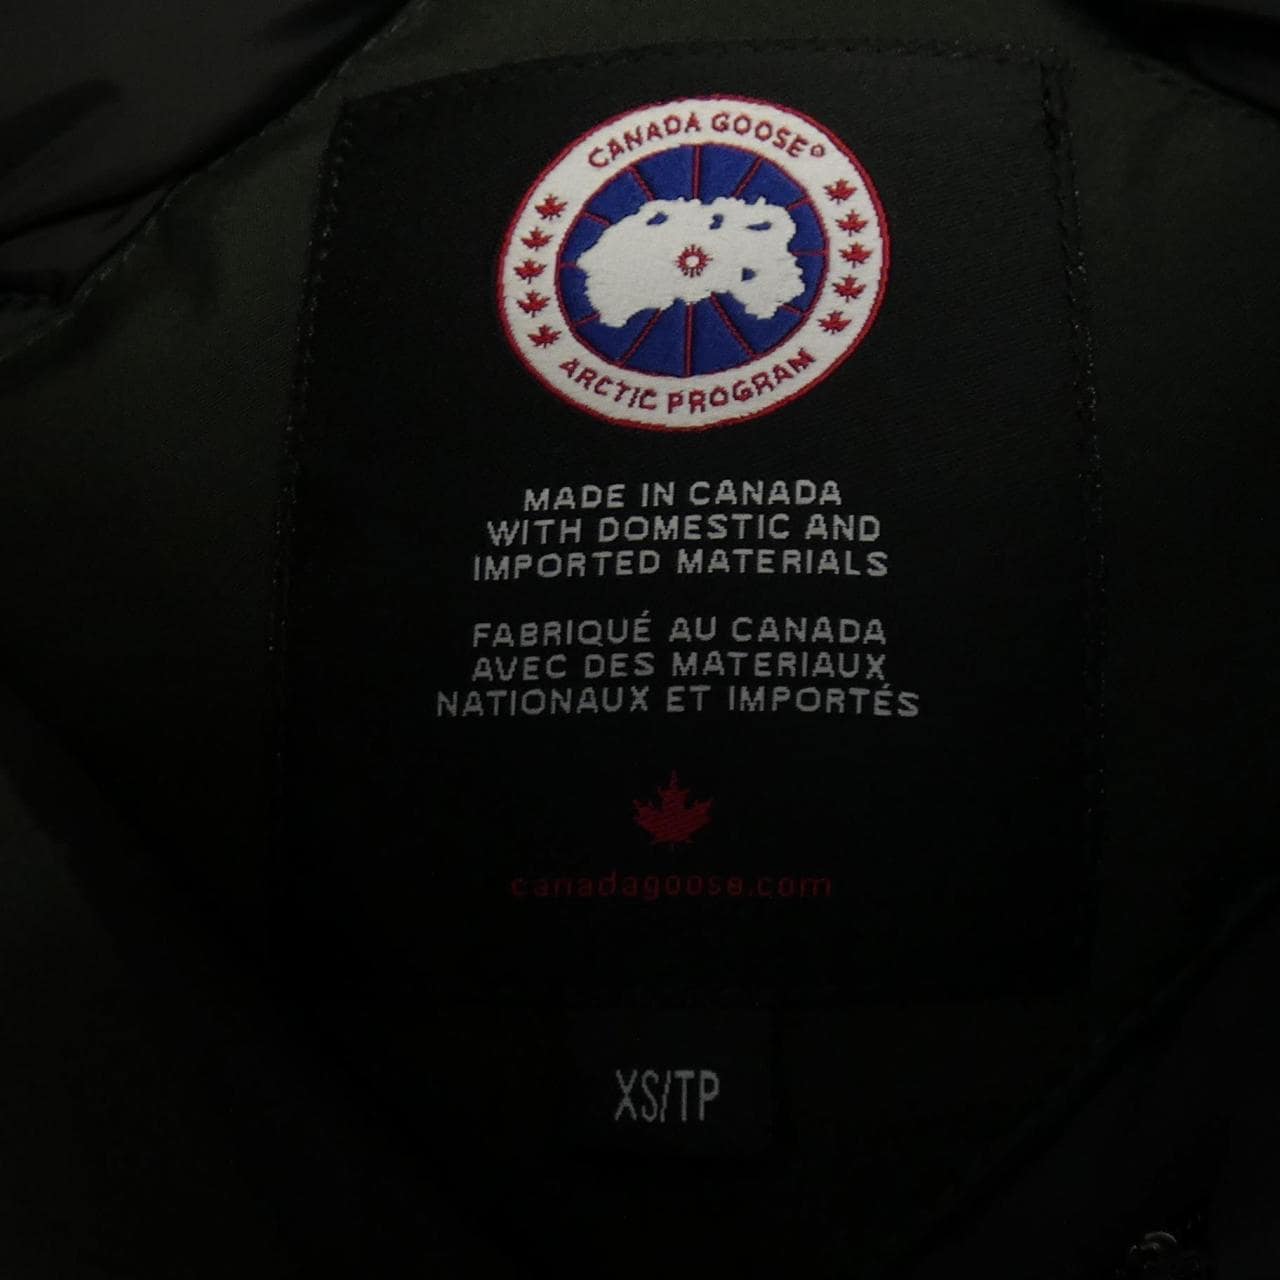 CANADA GOOSE®
ARCTIC PROGRAM
MADE IN CANADA
WITH DOMESTIC AND
IMPORTED MATERIALS
FABRIQUÉ AU CANADA
AVEC DES MATERIAUX
NATIONAUX ET IMPORTÉS
canadagoose.com
XS/TP